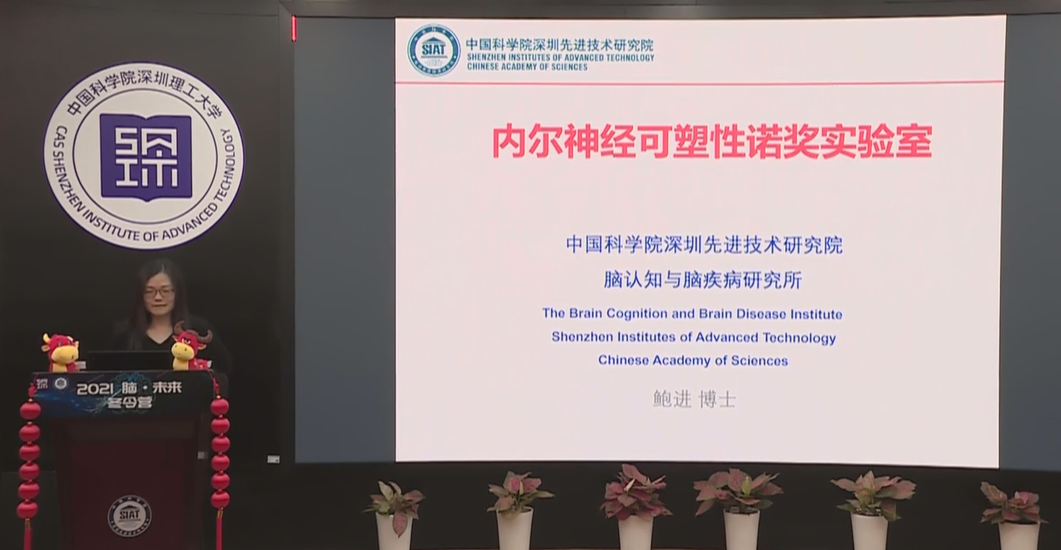 中国科学院深圳理工大学
CAS SHENZHEN INSTITUTE OF ADVANCED TECHNOLOGY
SIAT
中国科学院深圳先进技术研究院
SHENZHEN INSTITUTES OF ADVANCED TECHNOLOGY
CHINESE ACADEMY OF SCIENCES
内尔神经可塑性诺奖实验室
中国科学院深圳先进技术研究院
脑认知与脑疾病研究所
The Brain Cognition and Brain Disease Institute
Shenzhen Institutes of Advanced Technology
Chinese Academy of Sciences
鲍进 博士
2021 脑·未来
冬令营
SIAT